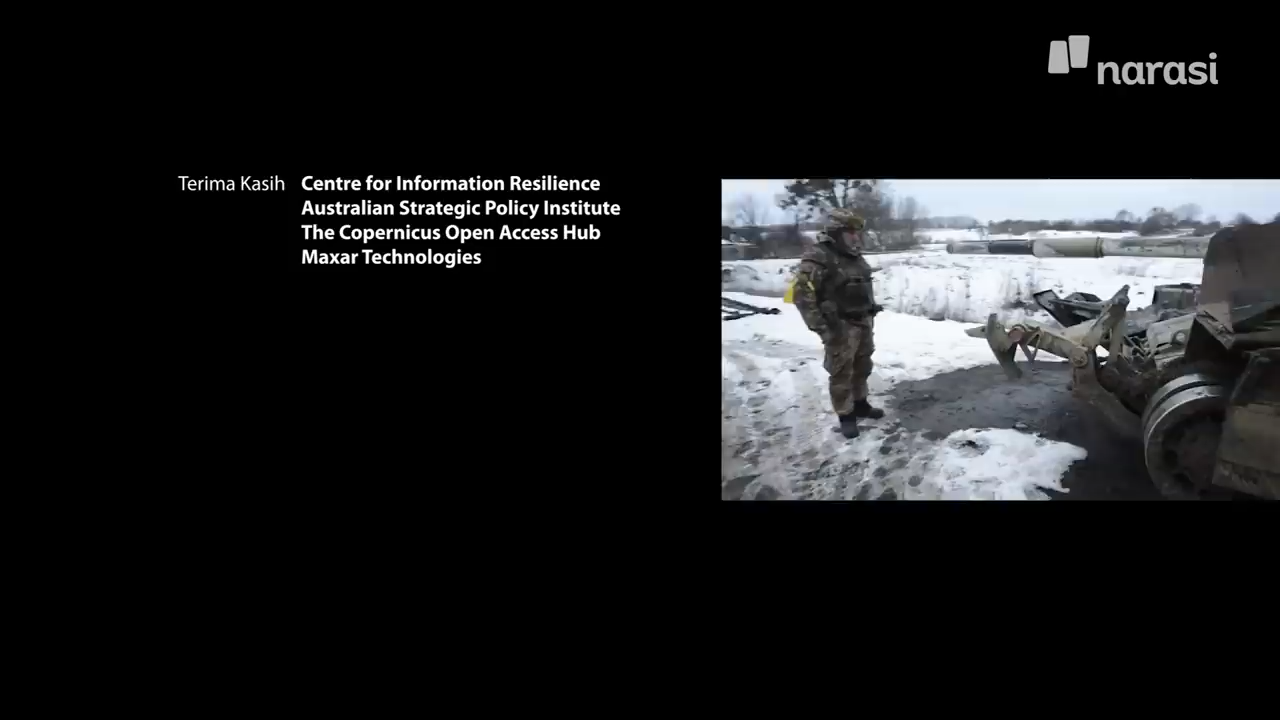 narasi
Terima Kasih Centre for Information Resilience
Australian Strategic Policy Institute
The Copernicus Open Access Hub
Maxar Technologies